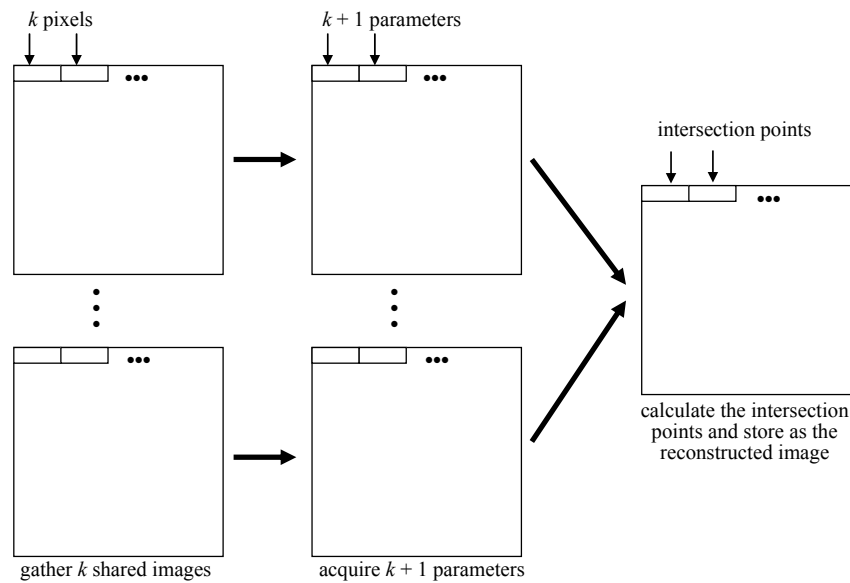 k pixels
k + 1 parameters
intersection points
calculate the intersection
points and store as the
reconstructed image
gather k shared images
acquire k + 1 parameters